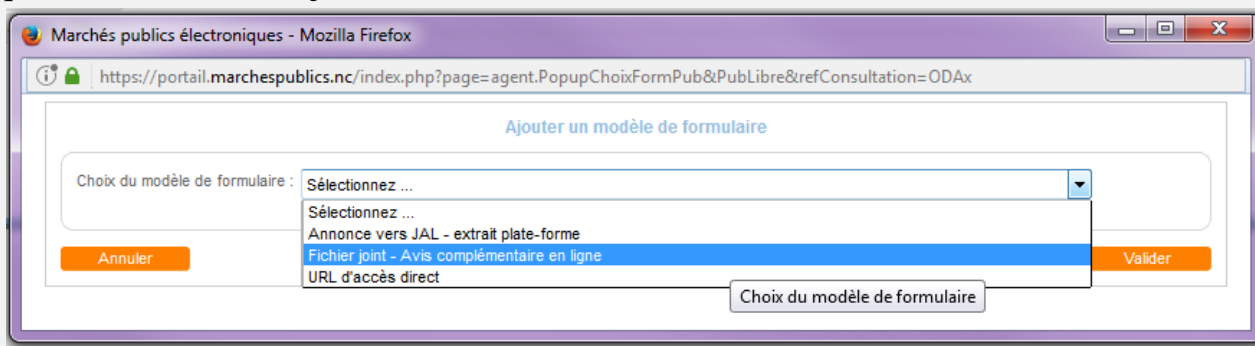 Marchés publics électroniques - Mozilla Firefox
https://portail.marchespublics.nc/index.php?page=agent.PopupChoixFormPub&PubLibre&refConsultation=ODAx
Ajouter un modèle de formulaire
Choix du modèle de formulaire : Sélectionnez ...
Sélectionnez ...
Annonce vers JAL - extrait plate-forme
Annuler Fichier joint - Avis complémentaire en ligne Valider
URL d'accès direct
Choix du modèle de formulaire